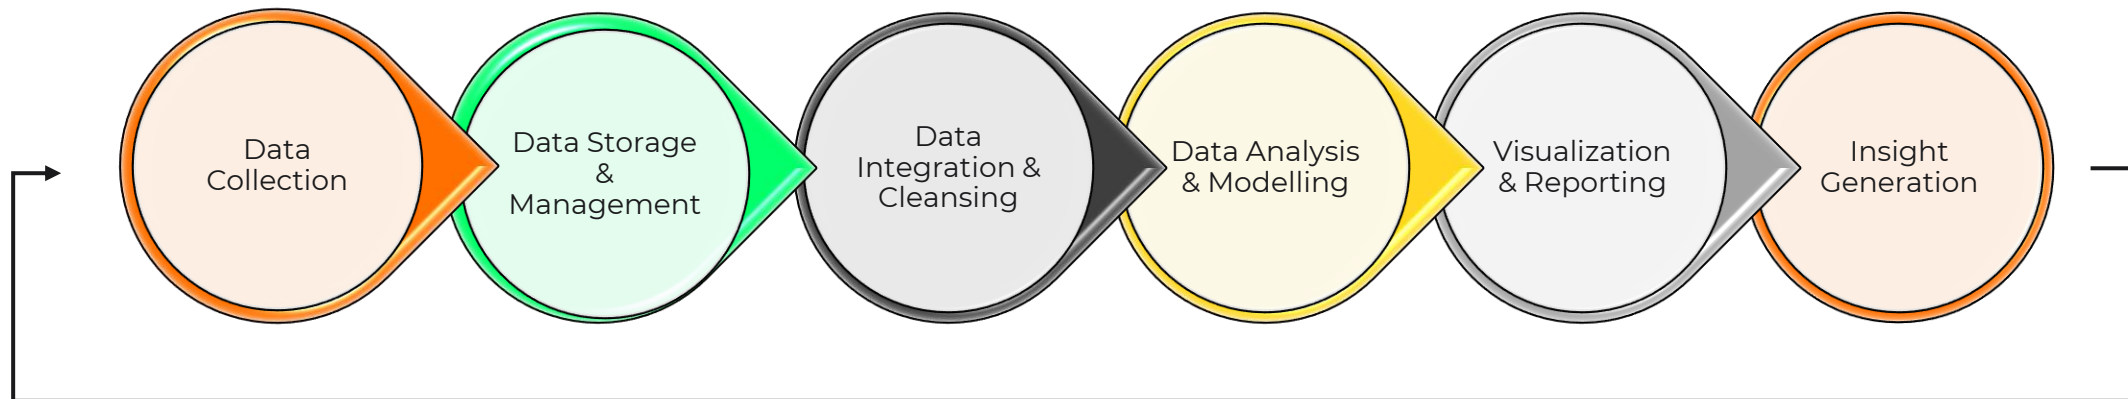 Data
Collection
Data Storage
&
Management
Data
Integration &
Cleansing
Data Analysis
& Modelling
Visualization
& Reporting
Insight
Generation